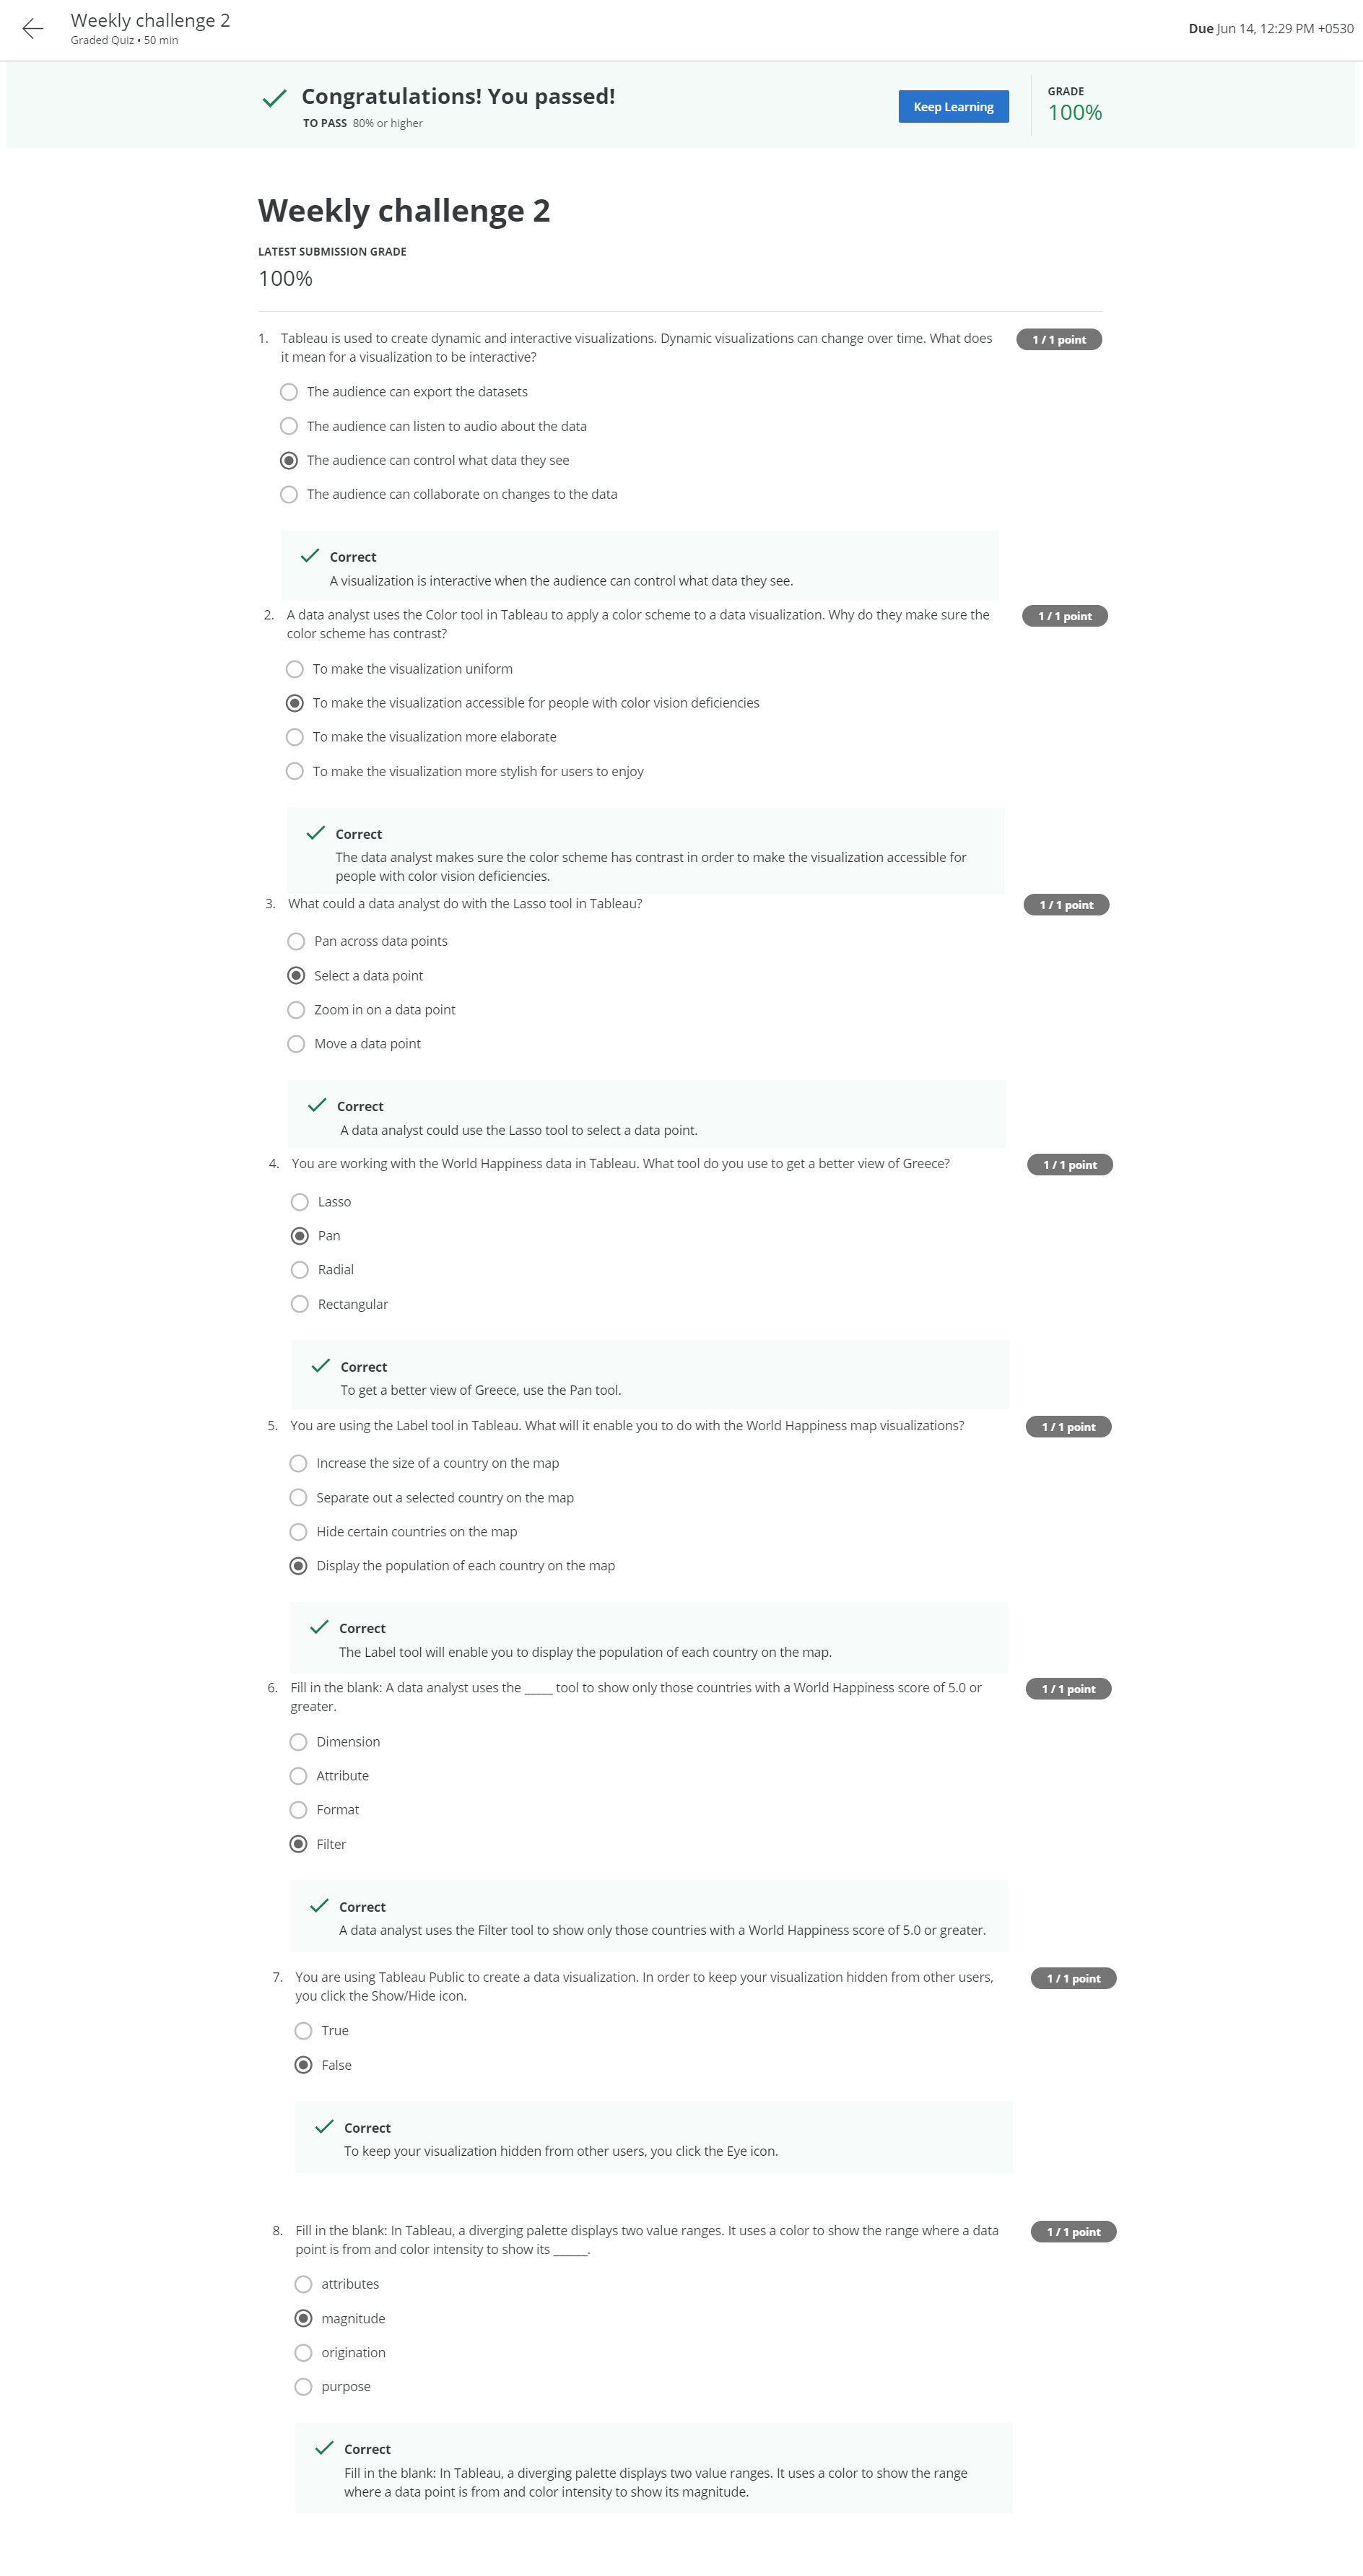 Weekly challenge 2
Graded Quiz • 50 min
Due Jun 14, 12:29 PM +0530
Congratulations! You passed!
TO PASS 80% or higher
Keep Learning
GRADE
100%
Weekly challenge 2
LATEST SUBMISSION GRADE
100%
1. Tableau is used to create dynamic and interactive visualizations. Dynamic visualizations can change over time. What does
it mean for a visualization to be interactive?
1 / 1 point
The audience can export the datasets
The audience can listen to audio about the data
The audience can control what data they see
The audience can collaborate on changes to the data
Correct
A visualization is interactive when the audience can control what data they see.
2. A data analyst uses the Color tool in Tableau to apply a color scheme to a data visualization. Why do they make sure the
color scheme has contrast?
1 / 1 point
To make the visualization uniform
To make the visualization accessible for people with color vision deficiencies
To make the visualization more elaborate
To make the visualization more stylish for users to enjoy
Correct
The data analyst makes sure the color scheme has contrast in order to make the visualization accessible for
people with color vision deficiencies.
3. What could a data analyst do with the Lasso tool in Tableau?
1 / 1 point
Pan across data points
Select a data point
Zoom in on a data point
Move a data point
Correct
A data analyst could use the Lasso tool to select a data point.
4. You are working with the World Happiness data in Tableau. What tool do you use to get a better view of Greece?
1 / 1 point
Lasso
Pan
Radial
Rectangular
Correct
To get a better view of Greece, use the Pan tool.
5. You are using the Label tool in Tableau. What will it enable you to do with the World Happiness map visualizations?
1 / 1 point
Increase the size of a country on the map
Separate out a selected country on the map
Hide certain countries on the map
Display the population of each country on the map
Correct
The Label tool will enable you to display the population of each country on the map.
6. Fill in the blank: A data analyst uses the _____ tool to show only those countries with a World Happiness score of 5.0 or
greater.
1 / 1 point
Dimension
Attribute
Format
Filter
Correct
A data analyst uses the Filter tool to show only those countries with a World Happiness score of 5.0 or greater.
7. You are using Tableau Public to create a data visualization. In order to keep your visualization hidden from other users,
you click the Show/Hide icon.
1 / 1 point
True
False
Correct
To keep your visualization hidden from other users, you click the Eye icon.
8. Fill in the blank: In Tableau, a diverging palette displays two value ranges. It uses a color to show the range where a data
point is from and color intensity to show its ______.
1 / 1 point
attributes
magnitude
origination
purpose
Correct
Fill in the blank: In Tableau, a diverging palette displays two value ranges. It uses a color to show the range
where a data point is from and color intensity to show its magnitude.